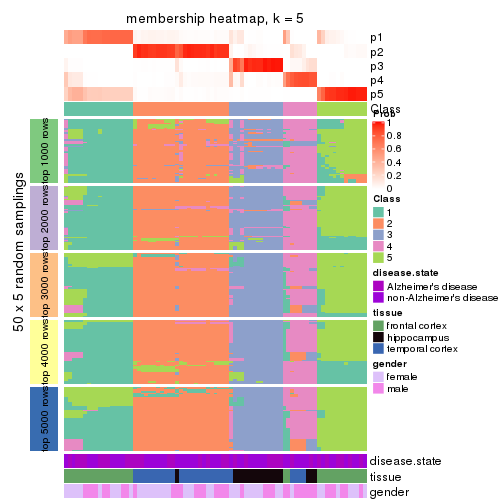 membership heatmap, k = 5
p1
p2
p3
p4
p5
Class
Prob
1
0.8
0.6
0.4
0.2
0
Class
1
2
3
4
5
disease.state
Alzheimer's disease
non-Alzheimer's disease
tissue
frontal cortex
hippocampus
temporal cortex
gender
female
male
50 x 5 random samplings
top 1000 rows
top 2000 rows
top 3000 rows
top 4000 rows
top 5000 rows
disease.state
tissue
gender